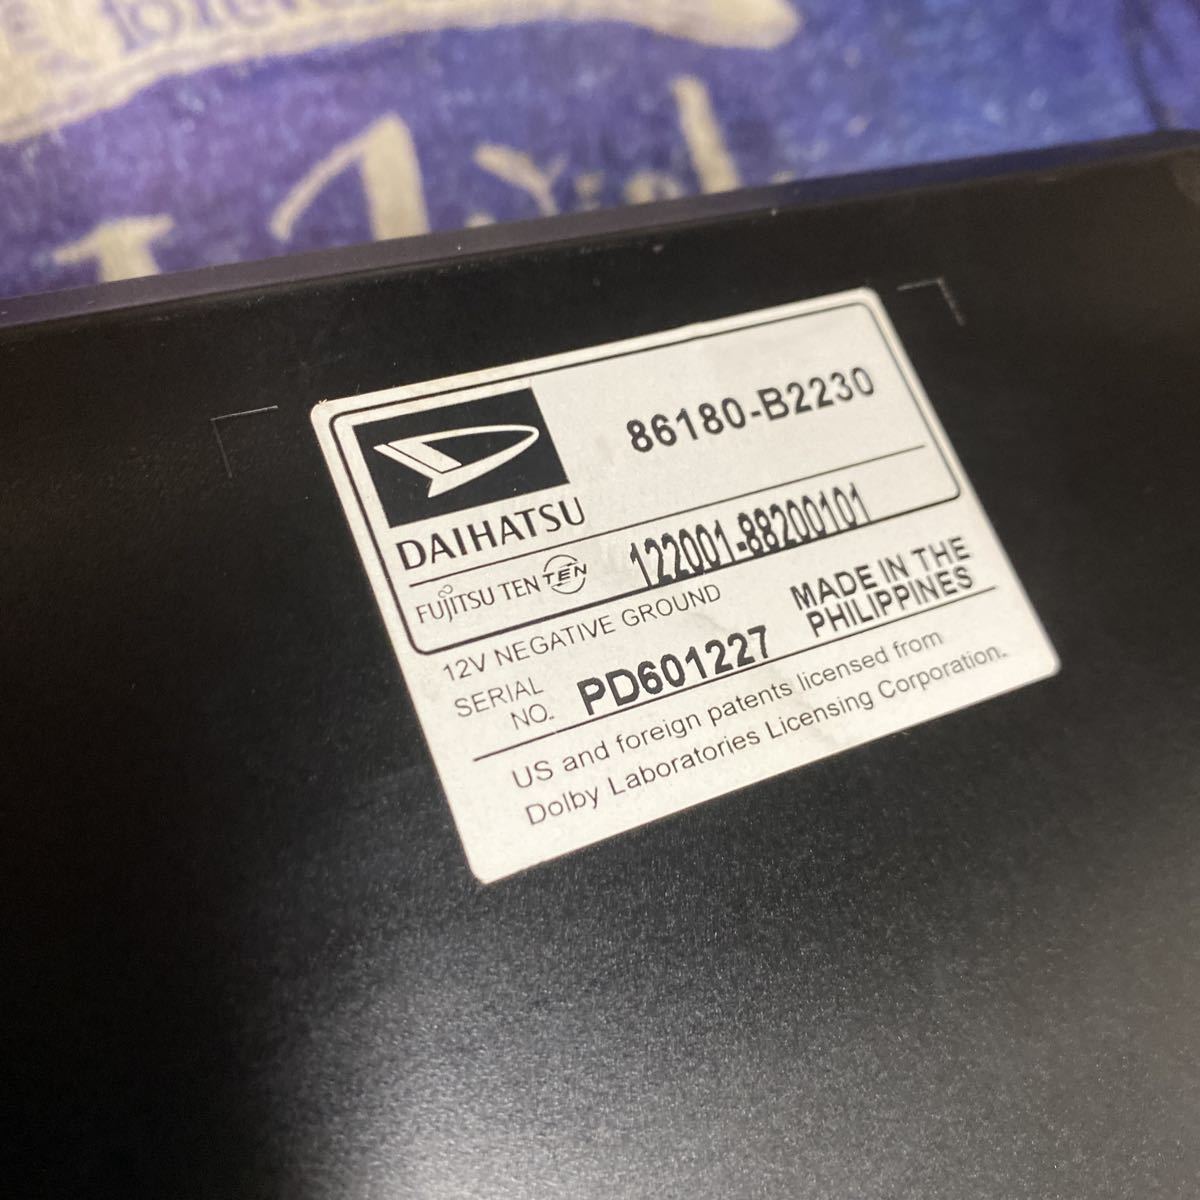 86180-B2230
DAIHATSU
FUJITSU TEN TEN
122001-88200101
12V NEGATIVE GROUND
MADE IN THE
PHILIPPINES
SERIAL
NO.
PD601227
US and foreign patents licensed from
Dolby Laboratories Licensing Corporation.